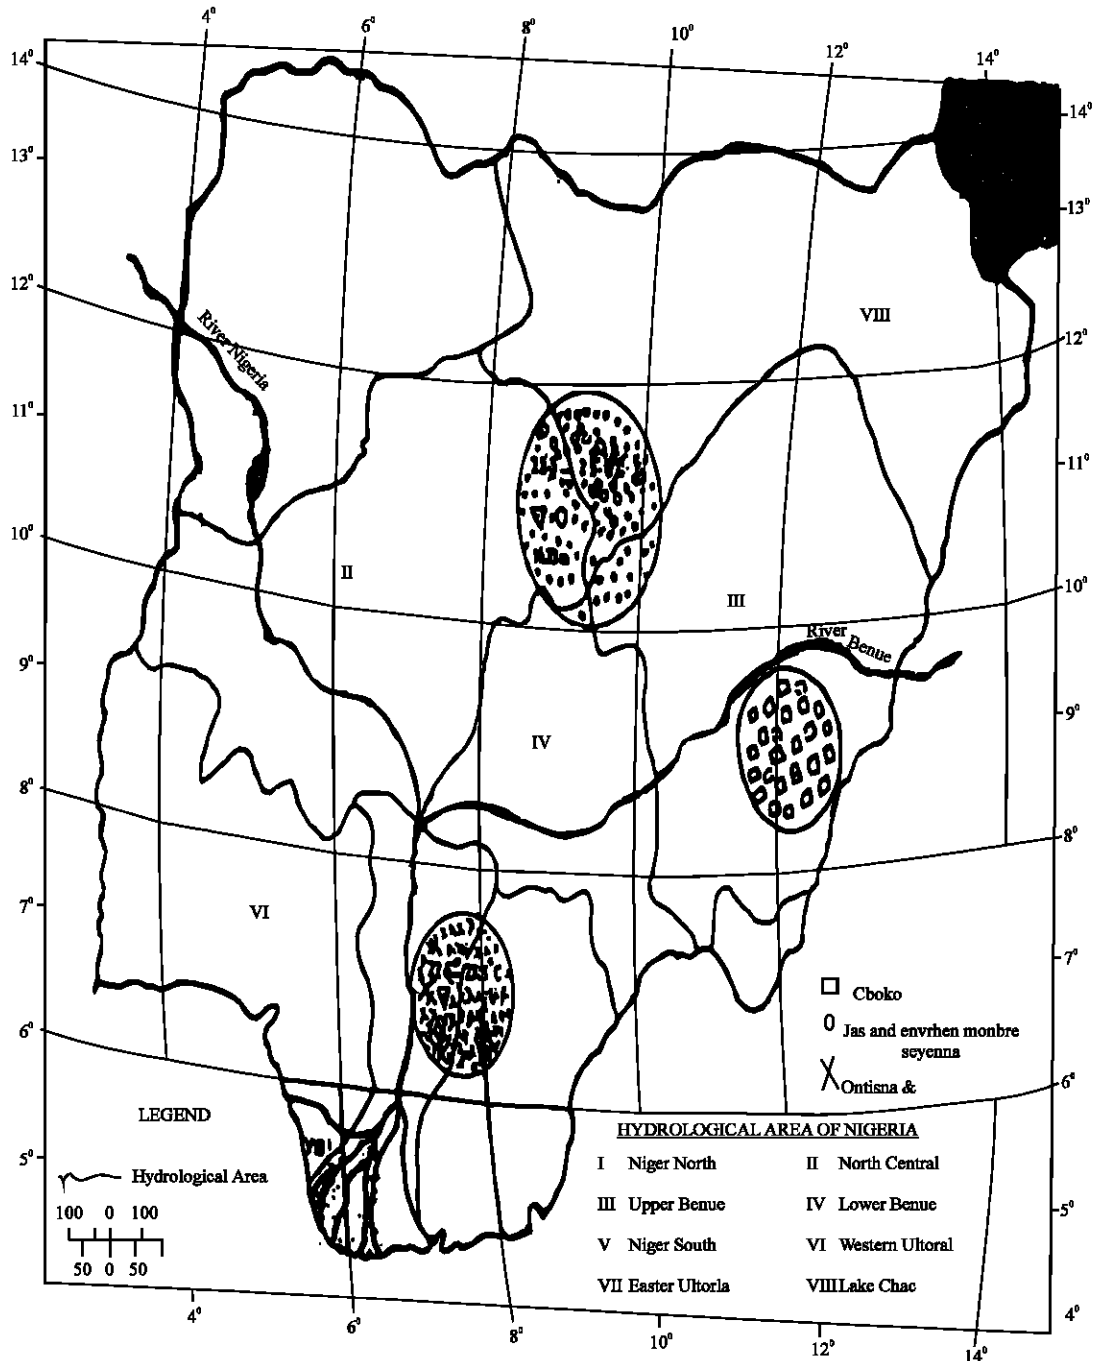 4° 6° 8° 10° 12° 14°
14° 14°
13° 13°
12° 12°
11° 11°
10° 10°
9° 9°
8° 8°
7° 7°
6° 6°
5° 5°
4°
River Nigeria
VIII
II
III
River Benue
IV
VI
Cboko
Jas and envrhen monbre
seyenna
Ontisna &
LEGEND
Hydrological Area
100 0 100
50 0 50
HYDROLOGICAL AREA OF NIGERIA
I Niger North II North Central
III Upper Benue IV Lower Benue
V Niger South VI Western Ultoral
VII Easter Ultorla VIII Lake Chac
4° 6° 8° 10° 12° 14°